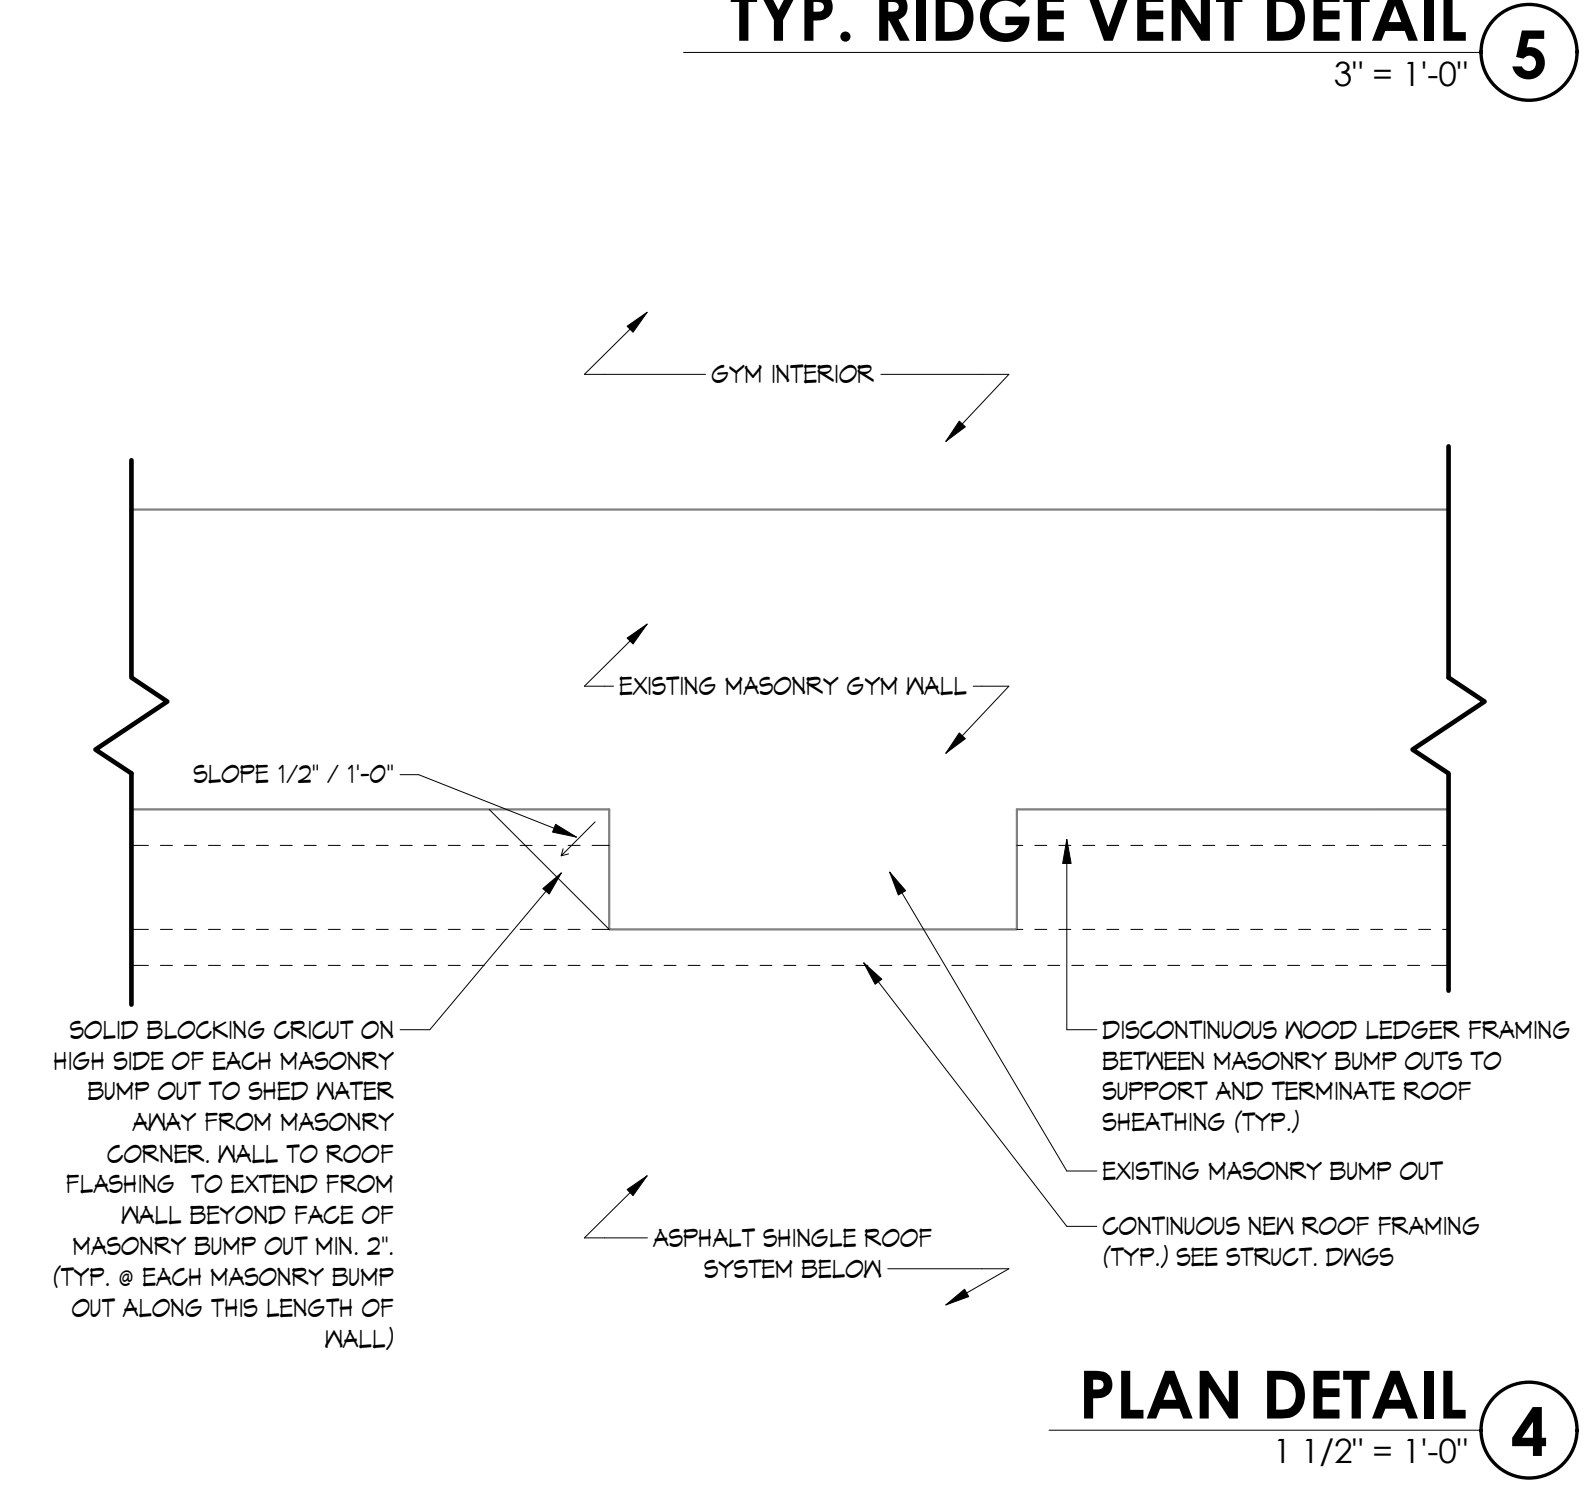 TYP. RIDGE VENT DETAIL
3" = 1'-0"
5
GYM INTERIOR
EXISTING MASONRY GYM WALL
SLOPE 1/2" / 1'-0"
SOLID BLOCKING CRICUT ON
HIGH SIDE OF EACH MASONRY
BUMP OUT TO SHED WATER
AWAY FROM MASONRY
CORNER. WALL TO ROOF
FLASHING TO EXTEND FROM
WALL BEYOND FACE OF
MASONRY BUMP OUT MIN. 2".
(TYP. @ EACH MASONRY BUMP
OUT ALONG THIS LENGTH OF
WALL)
DISCONTINUOUS WOOD LEDGER FRAMING
BETWEEN MASONRY BUMP OUTS TO
SUPPORT AND TERMINATE ROOF
SHEATHING (TYP.)
EXISTING MASONRY BUMP OUT
CONTINUOUS NEW ROOF FRAMING
(TYP.) SEE STRUCT. DWGS
ASPHALT SHINGLE ROOF
SYSTEM BELOW
PLAN DETAIL
1 1/2" = 1'-0"
4